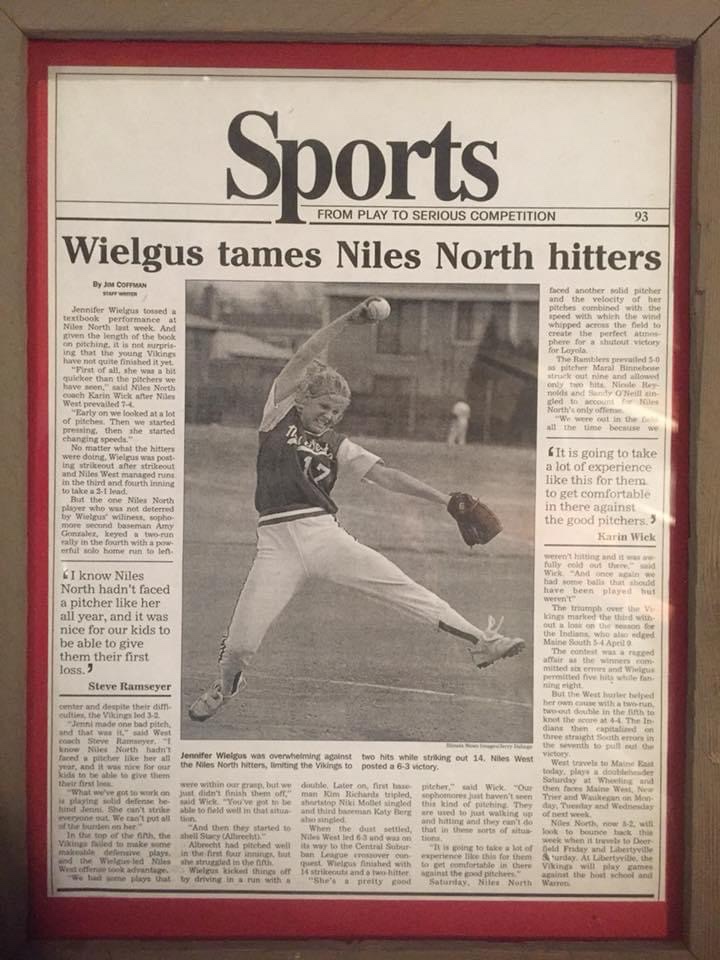 Sports
FROM PLAY TO SERIOUS COMPETITION
93
Wielgus tames Niles North hitters
By JIM COFFMAN
STAFF WRITER
Jennifer Wielgus tossed a
textbook performance at
Niles North last week. And
given the length of the book
on pitching, it is not surpris-
ing that the young Vikings
have not quite finished it yet.
"First of all, she was a bit
quicker than the pitchers we
have seen," said Niles North
coach Karin Wick after Niles
West prevailed 7-4.
"Early on we looked at a lot
of pitches. Then we started
pressing, then she started
changing speeds."
No matter what the hitters
were doing, Wielgus was post-
ing strikeout after strikeout
and Niles West managed runs
in the third and fourth inning
to take a 2-1 lead.
But the one Niles North
player who was not deterred
by Wielgus' wiliness, sopho-
more second baseman Amy
Gonzalez, keyed a two-run
rally in the fourth with a pow-
erful solo home run to left-
‘I know Niles
North hadn't faced
a pitcher like her
all year, and it was
nice for our kids to
be able to give
them their first
loss.’
Steve Ramseyer
center and despite their diffi-
culties, the Vikings led 3-2.
"Jenni made one bad pitch,
and that was it," said West
coach Steve Ramseyer. "I
know Niles North hadn't
faced a pitcher like her all
year, and it was nice for our
kids to be able to give them
their first loss.
"What we've got to work on
is playing solid defense be-
hind Jenni. She can't strike
everyone out. We can't put all
of the burden on her."
In the top of the fifth, the
Vikings failed to make some
makeable defensive plays,
and the Wielgus-led Niles
West offense took advantage.
"We had some plays that
17
Jennifer Wielgus was overwhelming against
the Niles North hitters, limiting the Vikings to
two hits while striking out 14. Niles West
posted a 6-3 victory.
were within our grasp, but we
just didn't finish them off,"
said Wick. "You've got to be
able to field well in that situa-
tion.
"And then they started to
shell Stacy (Albrecht)."
Albrecht had pitched well
in the first four innings, but
she struggled in the fifth.
Wielgus kicked things off
by driving in a run with a
double. Later on, first base-
man Kim Richards tripled,
shortstop Niki Mollet singled
and third baseman Katy Berg
also singled.
When the dust settled,
Niles West led 6-3 and was on
its way to the Central Subur-
ban League crossover con-
quest. Wielgus finished with
14 strikeouts and a two-hitter.
"She's a pretty good
pitcher," said Wick. "Our
sophomores just haven't seen
this kind of pitching. They
are used to just walking up
and hitting and they can't do
that in these sorts of situa-
tions.
"It is going to take a lot of
experience like this for them
to get comfortable in there
against the good pitchers."
Saturday, Niles North
faced another solid pitcher
and the velocity of her
pitches combined with the
speed with which the wind
whipped across the field to
create the perfect atmos-
phere for a shutout victory
for Loyola.
The Ramblers prevailed 5-0
as pitcher Maral Binnebose
struck out nine and allowed
only two hits. Nicole Rey-
nolds and Sandy O'Neill sin-
gled to account for Niles
North's only offense.
"We were out in the field
all the time because we
‘It is going to take
a lot of experience
like this for them
to get comfortable
in there against
the good pitchers.’
Karin Wick
weren't hitting and it was aw-
fully cold out there," said
Wick. "And once again we
had some balls that should
have been played but
weren't"
The triumph over the Vi-
kings marked the third with-
out a loss on the season for
the Indians, who also edged
Maine South 5-4 April 9.
The contest was a ragged
affair as the winners com-
mitted six errors and Wielgus
permitted five hits while fan-
ning eight.
But the West hurler helped
her own cause with a two-run,
two-out double in the fifth to
knot the score at 4-4. The In-
dians then capitalized on
three straight South errors in
the seventh to pull out the
victory.
West travels to Maine East
today, plays a doubleheader
Saturday at Wheeling and
then faces Maine West, New
Trier and Waukegan on Mon-
day, Tuesday and Wednesday
of next week.
Niles North, now 5-2, will
look to bounce back this
week when it travels to Deer-
field Friday and Libertyville
Saturday. At Libertyville, the
Vikings will play games
against the host school and
Warren.